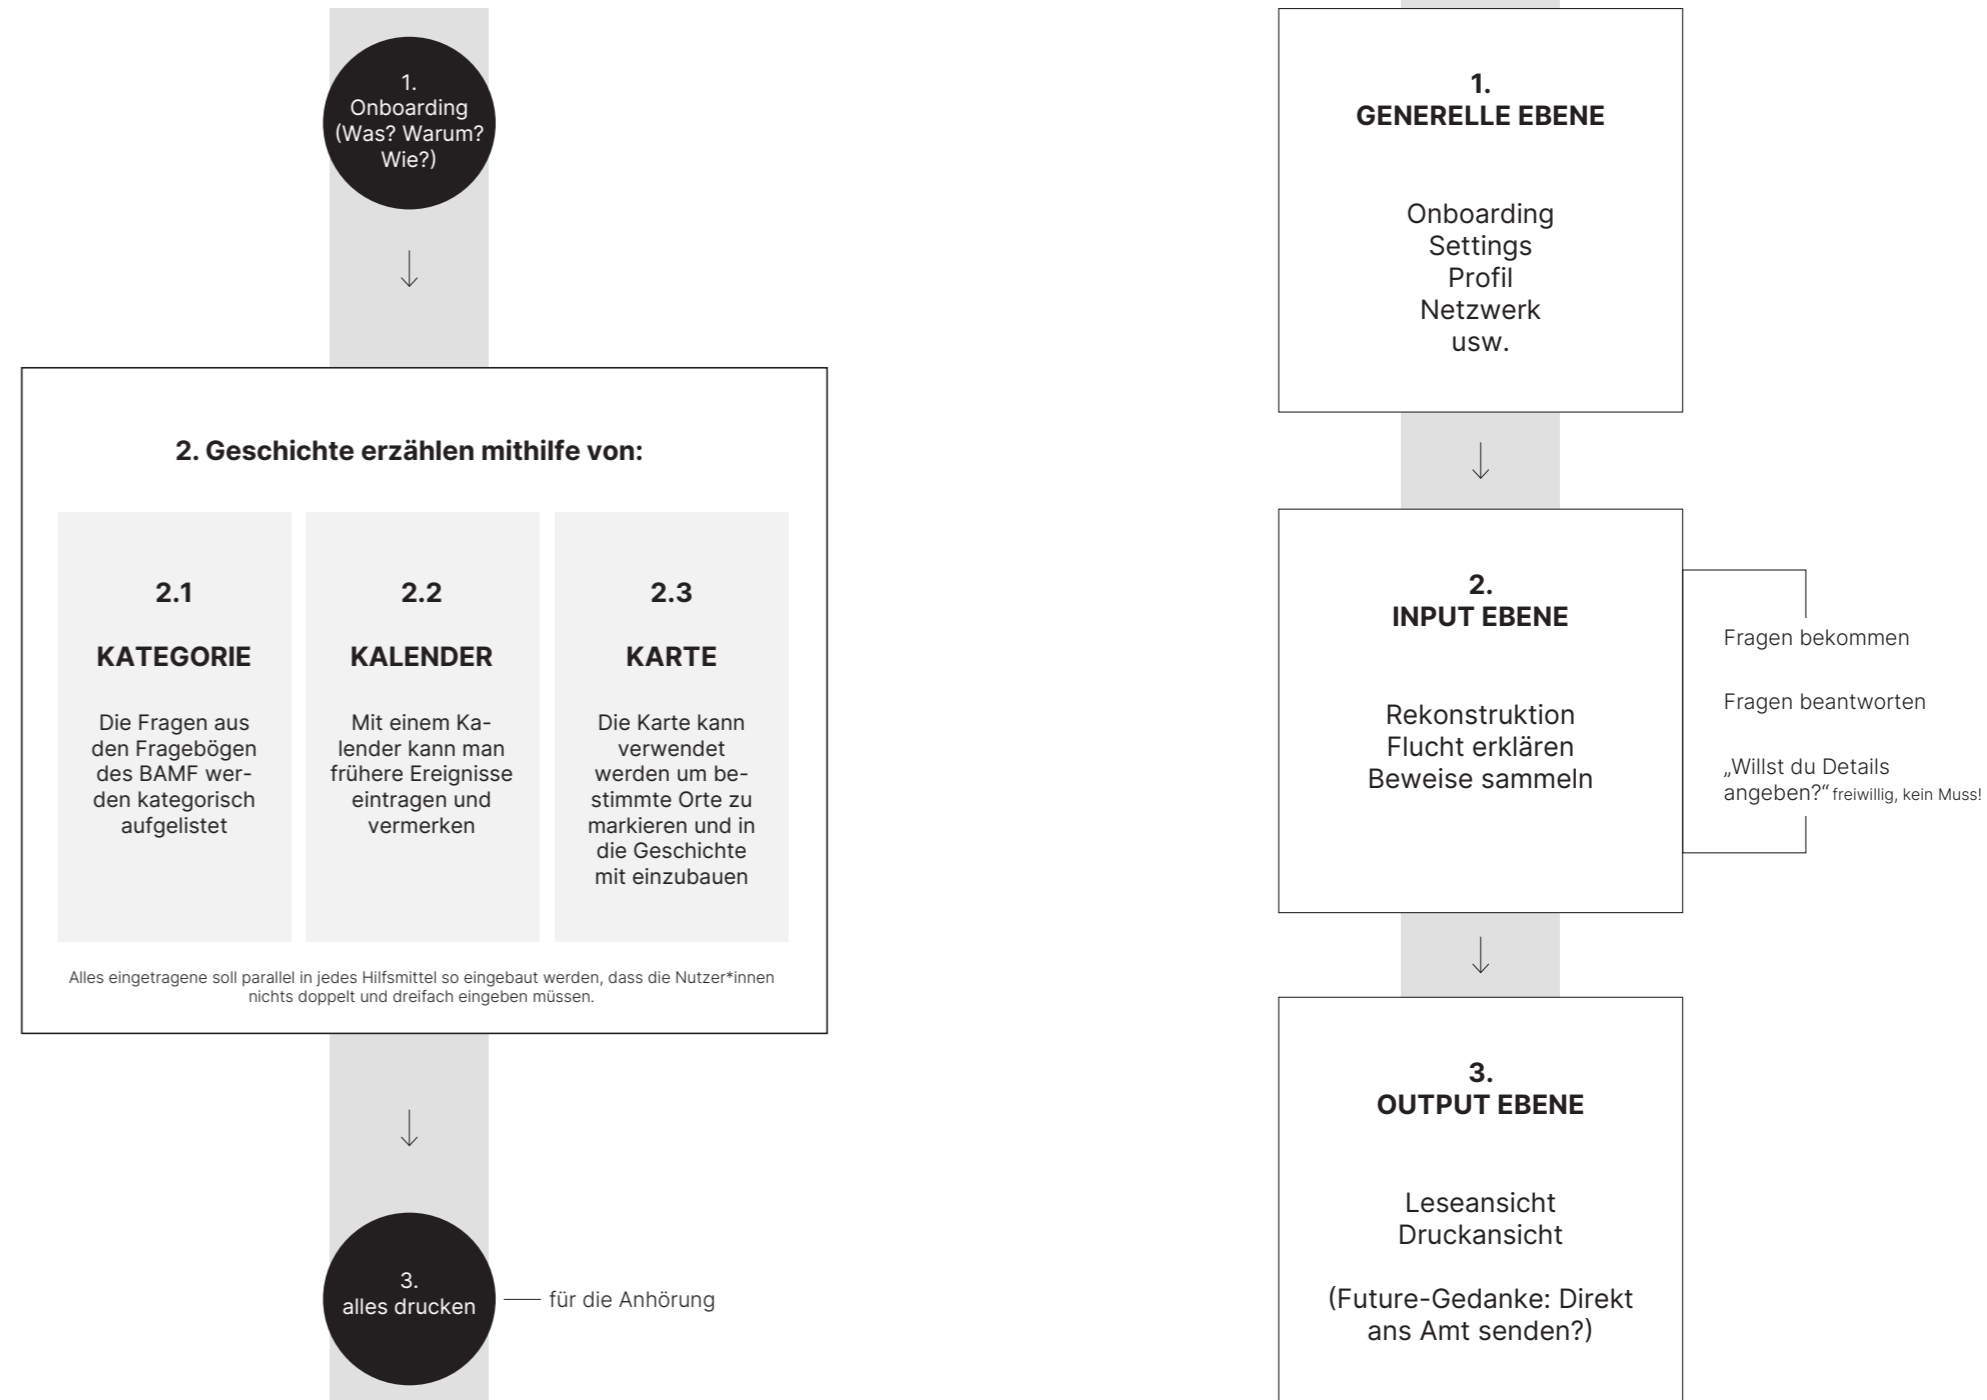 1.
Onboarding
(Was? Warum?
Wie?)
2. Geschichte erzählen mithilfe von:
2.1
KATEGORIE
Die Fragen aus
den Fragebögen
des BAMF wer-
den kategorisch
aufgelistet
2.2
KALENDER
Mit einem Ka-
lender kann man
frühere Ereignisse
eintragen und
vermerken
2.3
KARTE
Die Karte kann
verwendet
werden um be-
stimmte Orte zu
markieren und in
die Geschichte
mit einzubauen
Alles eingetragene soll parallel in jedes Hilfsmittel so eingebaut werden, dass die Nutzer*innen
nichts doppelt und dreifach eingeben müssen.
3.
alles drucken
für die Anhörung
1.
GENERELLE EBENE
Onboarding
Settings
Profil
Netzwerk
usw.
2.
INPUT EBENE
Rekonstruktion
Flucht erklären
Beweise sammeln
Fragen bekommen
Fragen beantworten
„Willst du Details
angeben?“ freiwillig, kein Muss!
3.
OUTPUT EBENE
Leseansicht
Druckansicht
(Future-Gedanke: Direkt
ans Amt senden?)